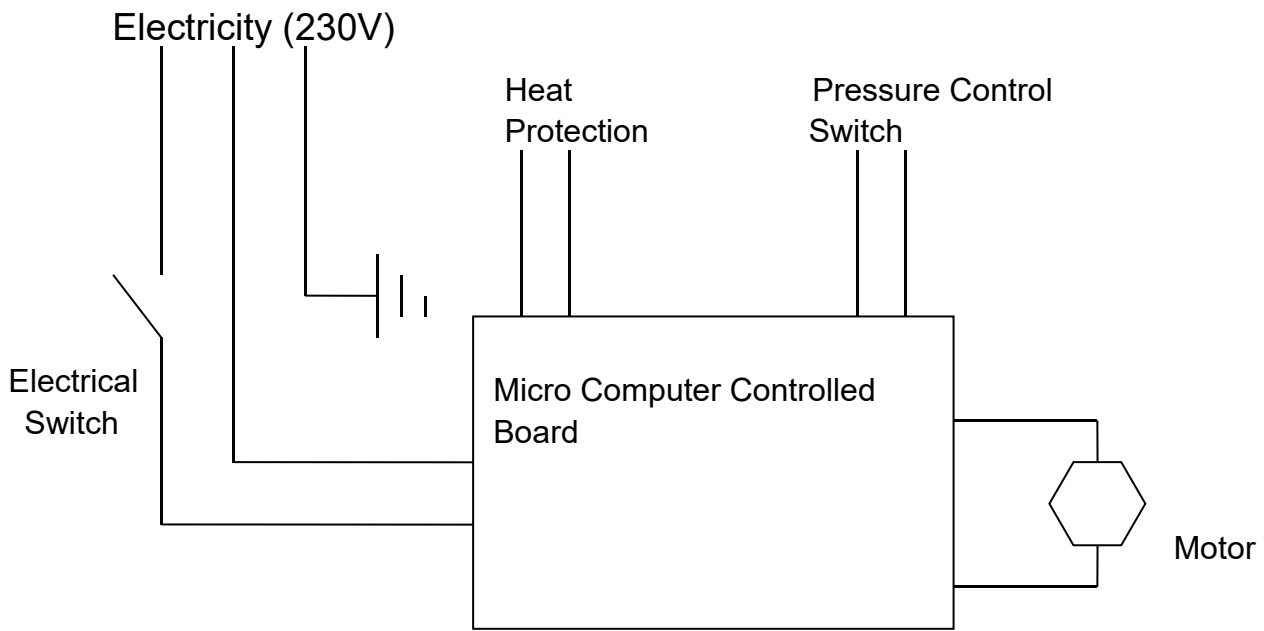 Electricity (230V)
Heat
Protection
Pressure Control
Switch
Electrical
Switch
Micro Computer Controlled
Board
Motor